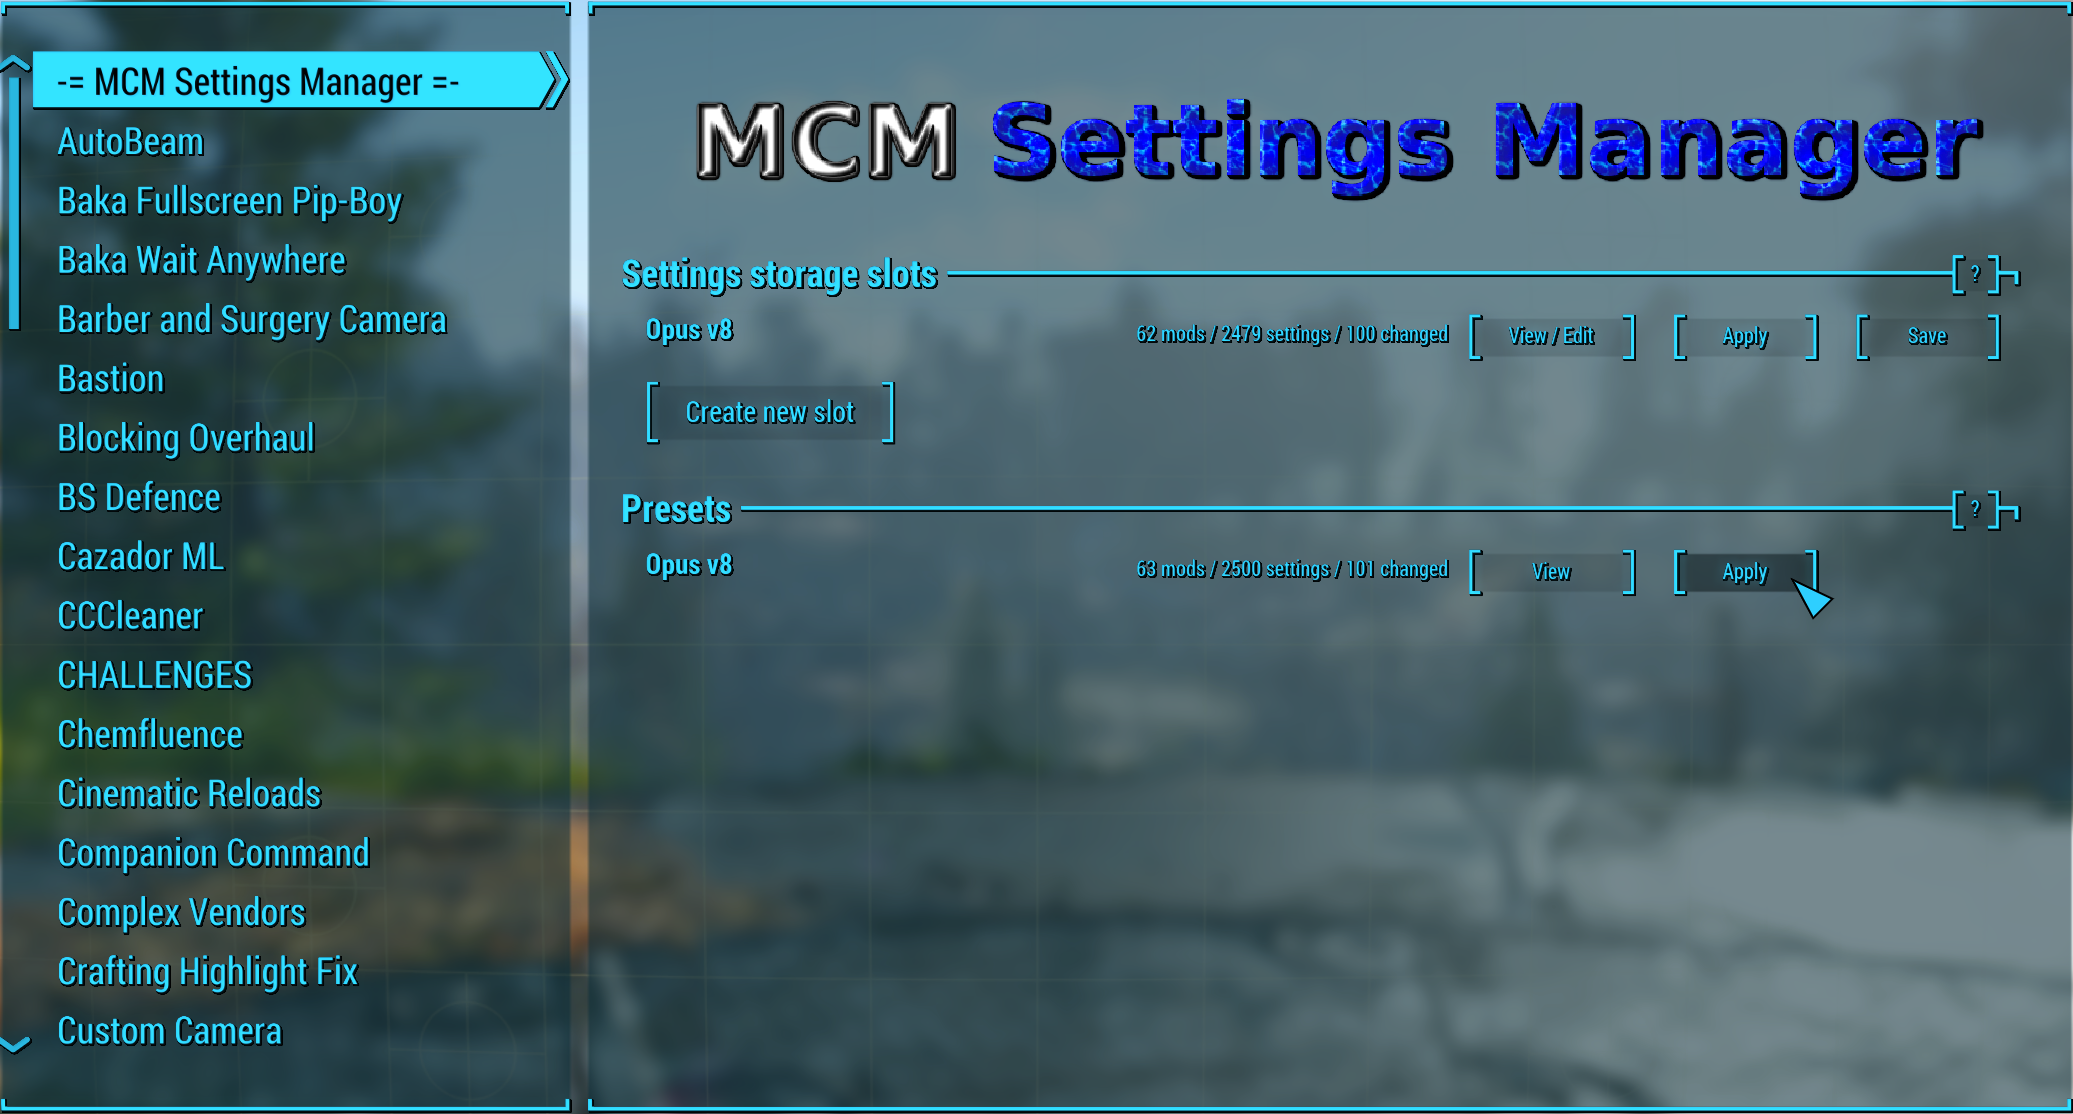 -= MCM Settings Manager =-
AutoBeam
Baka Fullscreen Pip-Boy
Baka Wait Anywhere
Barber and Surgery Camera
Bastion
Blocking Overhaul
BS Defence
Cazador ML
CCCleaner
CHALLENGES
Chemfluence
Cinematic Reloads
Companion Command
Complex Vendors
Crafting Highlight Fix
Custom Camera
MCM Settings Manager
Settings storage slots [ ? ]
Opus v8 62 mods / 2479 settings / 100 changed View / Edit Apply Save
Create new slot
Presets [ ? ]
Opus v8 63 mods / 2500 settings / 101 changed View Apply